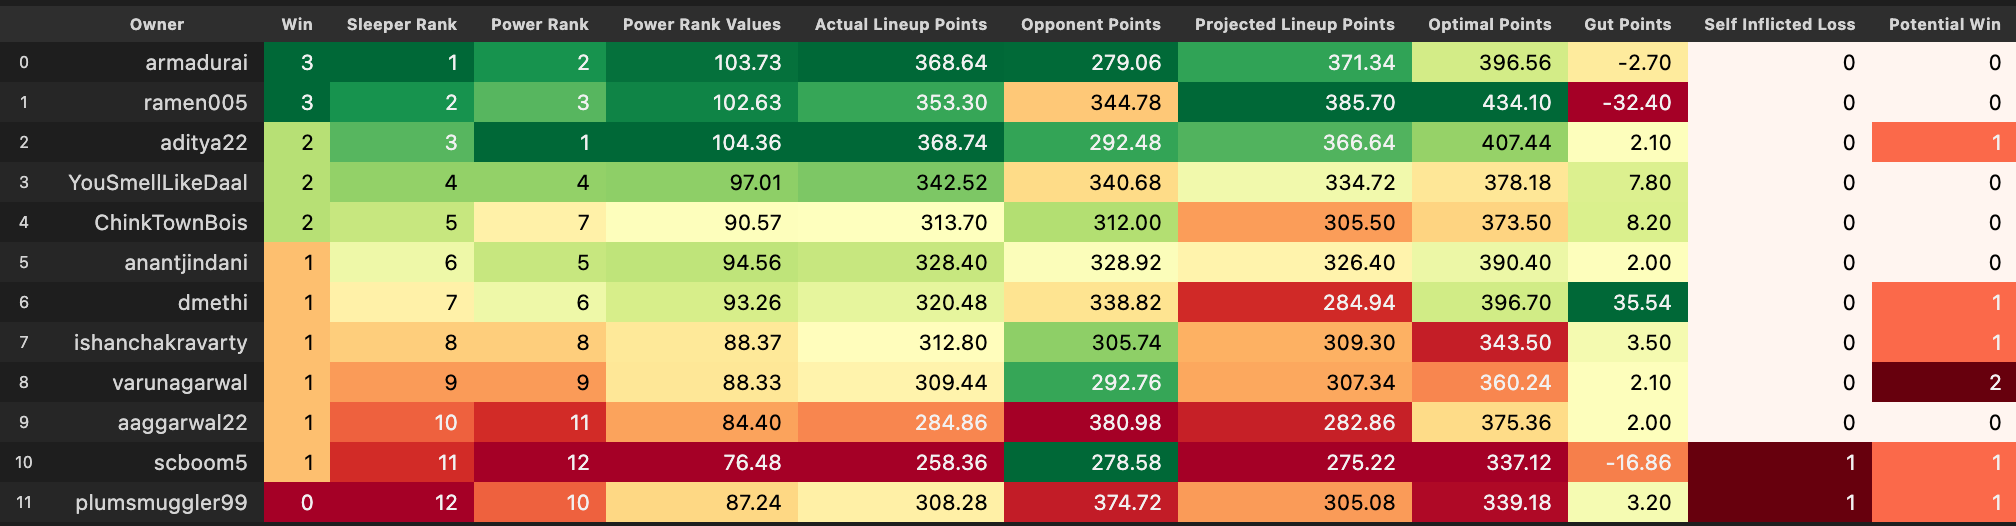 Owner Win Sleeper Rank Power Rank Power Rank Values Actual Lineup Points Opponent Points Projected Lineup Points Optimal Points Gut Points Self Inflicted Loss Potential Win
0 armadurai 3 1 2 103.73 368.64 279.06 371.34 396.56 -2.70 0 0
1 ramen005 3 2 3 102.63 353.30 344.78 385.70 434.10 -32.40 0 0
2 aditya22 2 3 1 104.36 368.74 292.48 366.64 407.44 2.10 0 1
3 YouSmellLikeDaal 2 4 4 97.01 342.52 340.68 334.72 378.18 7.80 0 0
4 ChinkTownBois 2 5 7 90.57 313.70 312.00 305.50 373.50 8.20 0 0
5 anantjindani 1 6 5 94.56 328.40 328.92 326.40 390.40 2.00 0 0
6 dmethi 1 7 6 93.26 320.48 338.82 284.94 396.70 35.54 0 1
7 ishanchakravarty 1 8 8 88.37 312.80 305.74 309.30 343.50 3.50 0 1
8 varunagarwal 1 9 9 88.33 309.44 292.76 307.34 360.24 2.10 0 2
9 aaggarwal22 1 10 11 84.40 284.86 380.98 282.86 375.36 2.00 0 0
10 scboom5 1 11 12 76.48 258.36 278.58 275.22 337.12 -16.86 1 1
11 plumsmuggler99 0 12 10 87.24 308.28 374.72 305.08 339.18 3.20 1 1